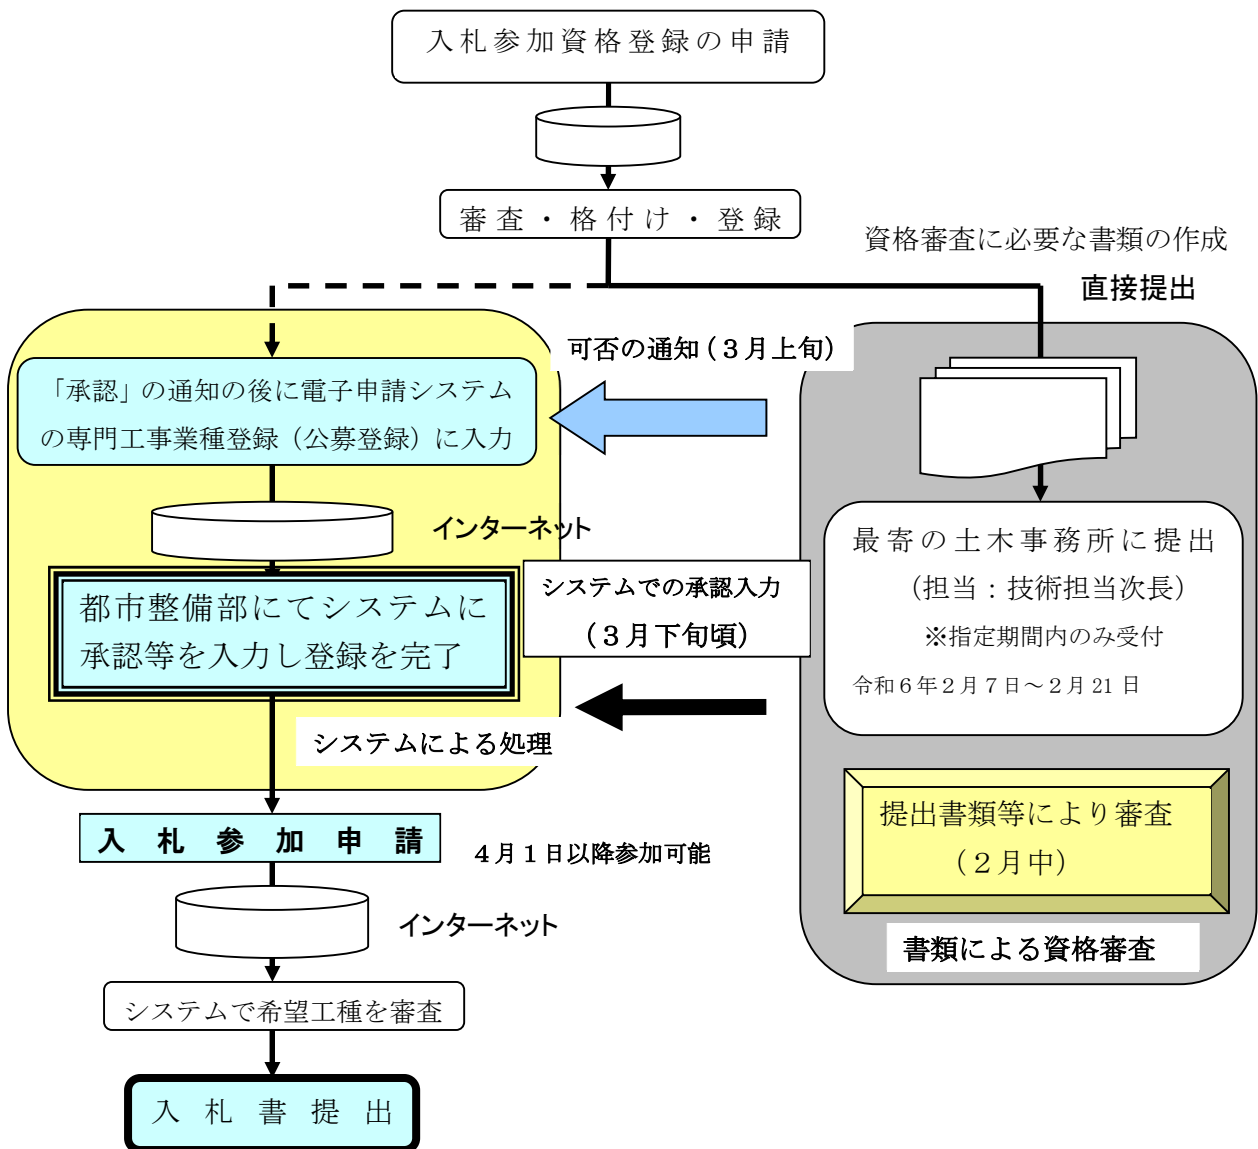 入札参加資格登録の申請
審査・格付け・登録
資格審査に必要な書類の作成
直接提出
可否の通知(３月上旬)
「承認」の通知の後に電子申請システム
の専門工事業種登録（公募登録）に入力
インターネット
最寄の土木事務所に提出
（担当：技術担当次長）
※指定期間内のみ受付
令和６年２月７日～２月 21 日
システムでの承認入力
（３月下旬頃）
都市整備部にてシステムに
承認等を入力し登録を完了
システムによる処理
提出書類等により審査
（２月中）
書類による資格審査
入札参加申請
４月１日以降参加可能
インターネット
システムで希望工種を審査
入札書提出